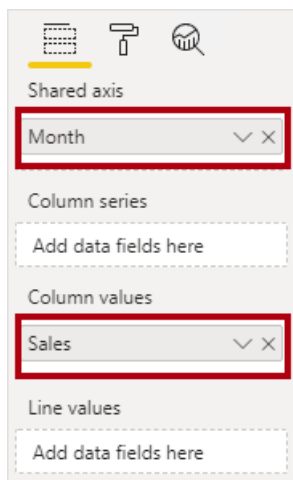 Shared axis
Month
Column series
Add data fields here
Column values
Sales
Line values
Add data fields here